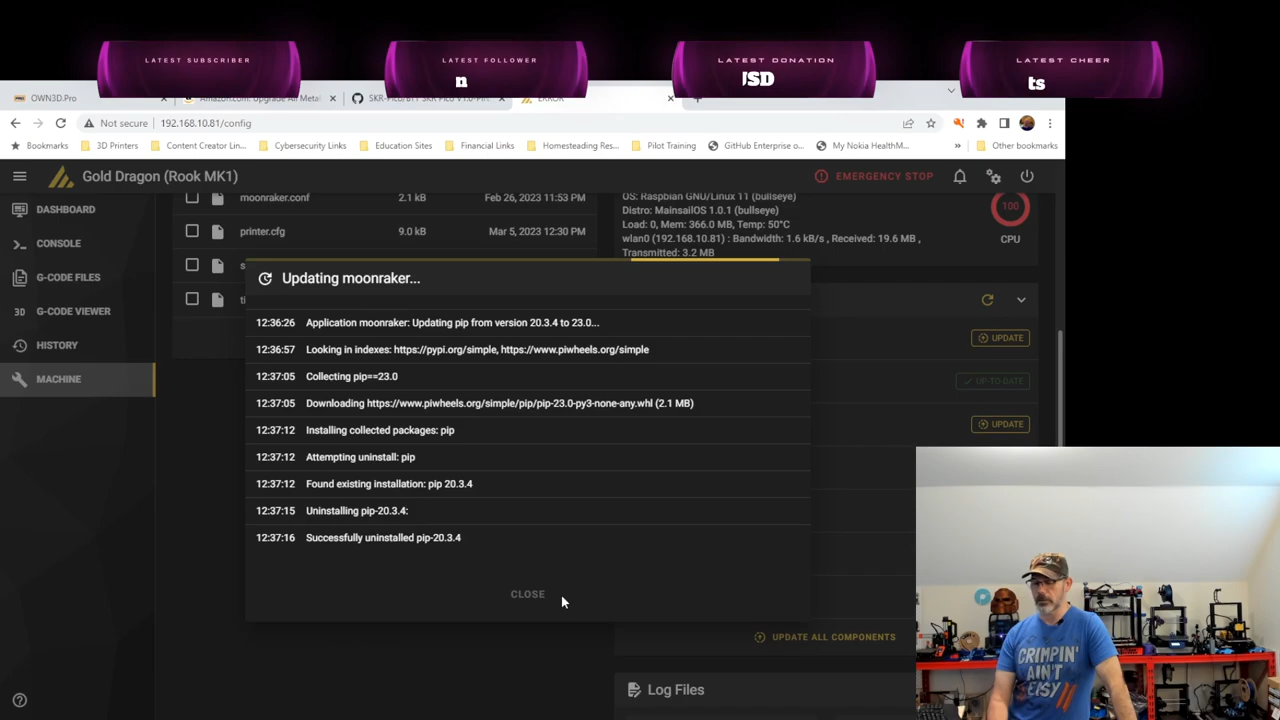 LATEST SUBSCRIBER
LATEST FOLLOWER
n
LATEST DONATION
JSD
LATEST CHEER
ts
OWN3D.Pro
Amazon.com: Upgrade All Metal
ERROR
Not secure
192.168.10.81/config
Bookmarks
3D Printers
Content Creator Lin...
Cybersecurity Links
Education Sites
Financial Links
Homesteading Res...
Pilot Training
GitHub Enterprise o...
My Nokia HealthM...
»
Other bookmarks
Gold Dragon (Rook MK1)
EMERGENCY STOP
DASHBOARD
CONSOLE
G-CODE FILES
3D G-CODE VIEWER
HISTORY
MACHINE
moonraker.conf 2.1 kB Feb 26, 2023 11:53 PM
printer.cfg 9.0 kB Mar 5, 2023 12:30 PM
OS: Raspbian GNU/Linux 11 (bullseye)
Distro: MainsailOS 1.0.1 (bullseye)
Load: 0, Mem: 366.0 MB, Temp: 50°C
wlan0 (192.168.10.81) : Bandwidth: 1.6 kB/s , Received: 19.6 MB ,
Transmitted: 3.2 MB
100
CPU
Updating moonraker...
12:36:26 Application moonraker: Updating pip from version 20.3.4 to 23.0...
12:36:57 Looking in indexes: https://pypi.org/simple, https://www.piwheels.org/simple
12:37:05 Collecting pip==23.0
12:37:05 Downloading https://www.piwheels.org/simple/pip/pip-23.0-py3-none-any.whl (2.1 MB)
12:37:12 Installing collected packages: pip
12:37:12 Attempting uninstall: pip
12:37:12 Found existing installation: pip 20.3.4
12:37:15 Uninstalling pip-20.3.4:
12:37:16 Successfully uninstalled pip-20.3.4
CLOSE
UPDATE
UP-TO-DATE
UPDATE
UPDATE ALL COMPONENTS
Log Files
CRIMPIN'
AIN'T
EASY